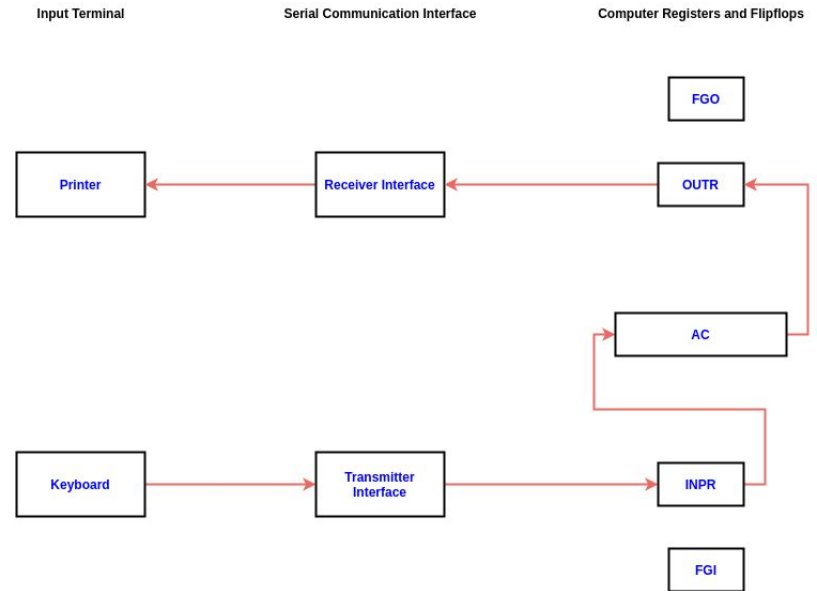 Input Terminal
Serial Communication Interface
Computer Registers and Flipflops
FGO
Printer
Receiver Interface
OUTR
AC
Keyboard
Transmitter
Interface
INPR
FGI